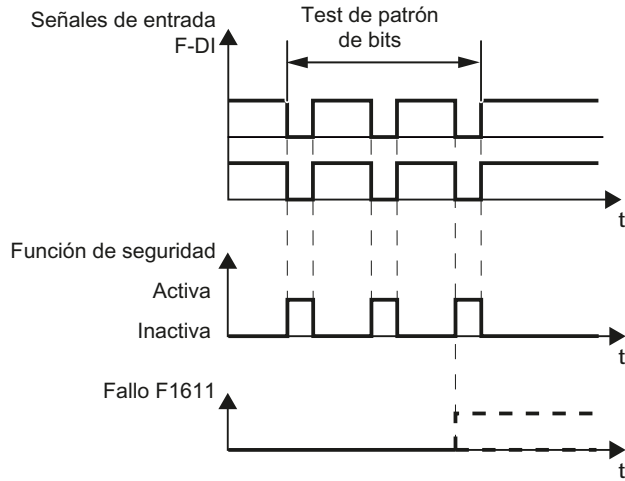 Señales de entrada
F-DI
Test de patrón
de bits
t
Función de seguridad
Activa
Inactiva
t
Fallo F1611
t